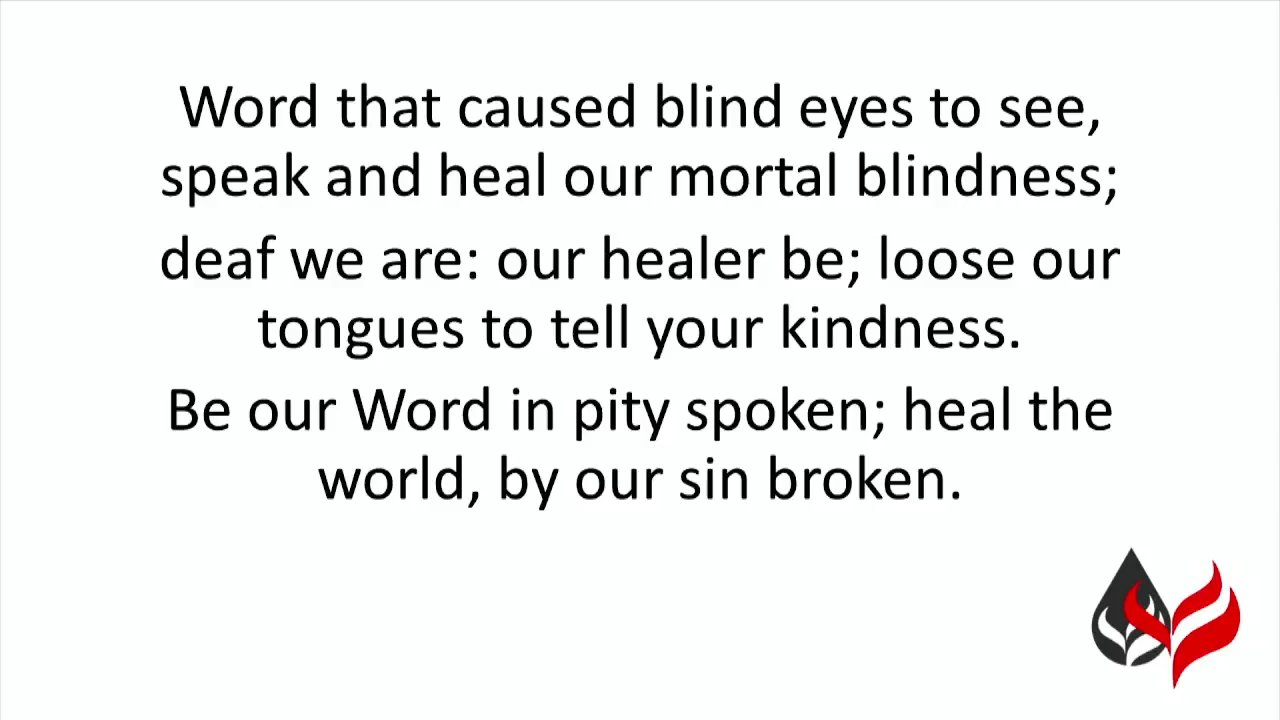 Word that caused blind eyes to see,
speak and heal our mortal blindness;
deaf we are: our healer be; loose our
tongues to tell your kindness.
Be our Word in pity spoken; heal the
world, by our sin broken.